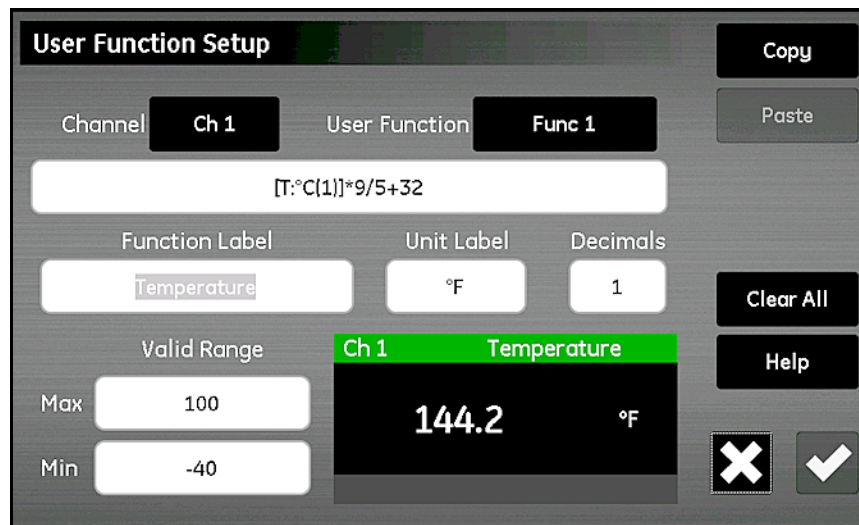 User Function Setup
Copy
Channel Ch 1 User Function Func 1
Paste
[T:°C(1)]*9/5+32
Function Label Unit Label Decimals
Temperature °F 1
Clear All
Valid Range
Ch 1 Temperature
Help
Max 100
144.2 °F
Min -40